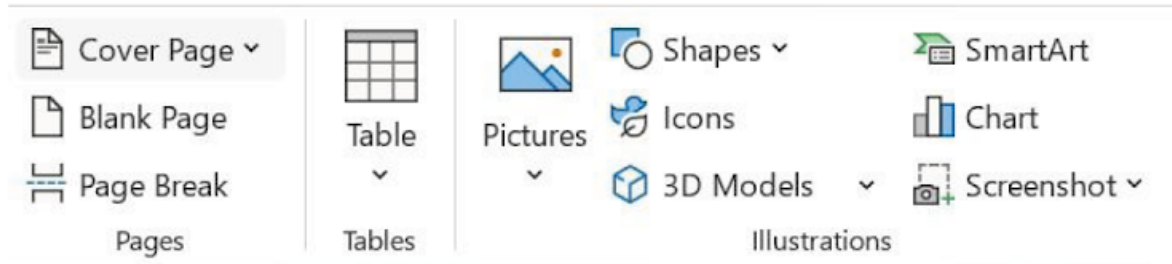 Cover Page
Blank Page
Page Break
Pages
Table
Tables
Pictures
Shapes
Icons
3D Models
SmartArt
Chart
Screenshot
Illustrations